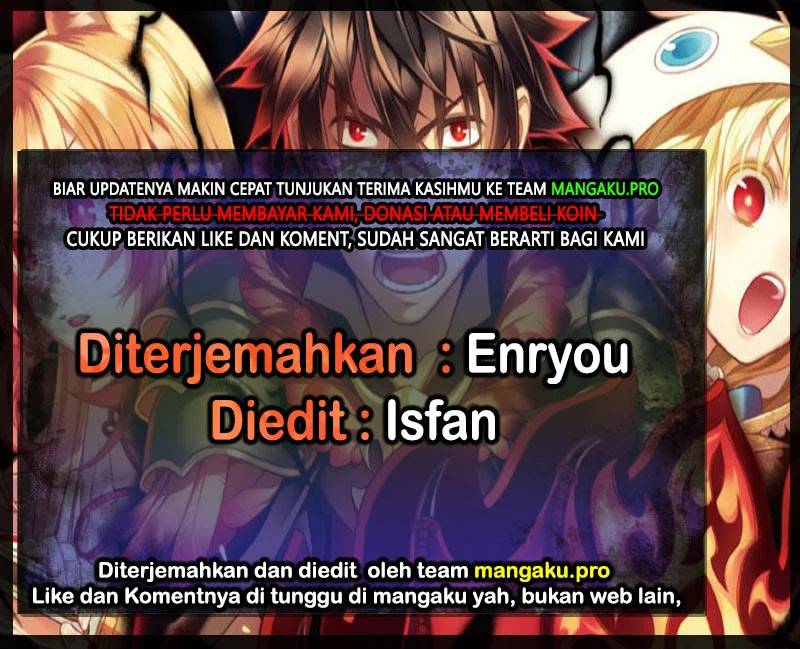 BIAR UPDATENYA MAKIN CEPAT TUNJUKAN TERIMA KASIHMU KE TEAM MANGAKU.PRO
TIDAK PERLU MEMBAYAR KAMI, DONASI ATAU MEMBELI KOIN
CUKUP BERIKAN LIKE DAN KOMENT, SUDAH SANGAT BERARTI BAGI KAMI
Diterjemahkan : Enryou
Diedit : Isfan
Diterjemahkan dan diedit oleh team mangaku.pro
Like dan Komentnya di tunggu di mangaku yah, bukan web lain,